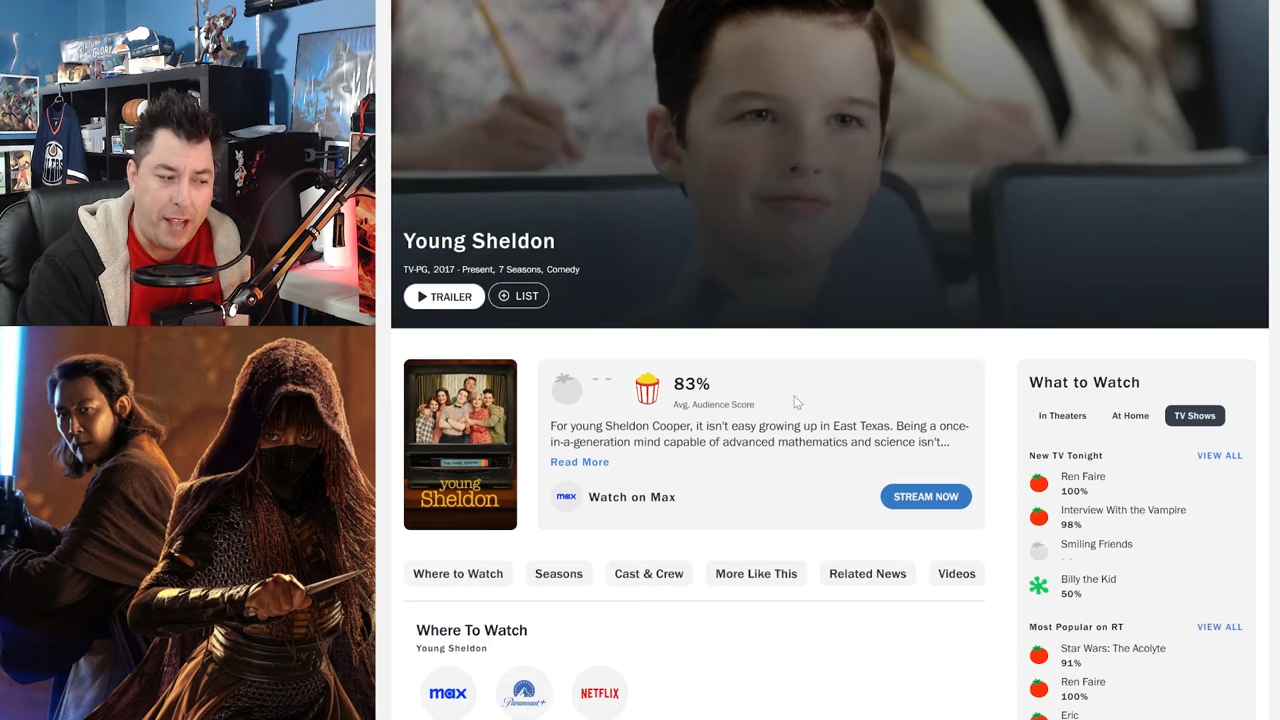 GLORY
OILERS
Young Sheldon
TV-PG, 2017 - Present, 7 Seasons, Comedy
TRAILER
LIST
83%
Avg. Audience Score
For young Sheldon Cooper, it isn't easy growing up in East Texas. Being a once-
in-a-generation mind capable of advanced mathematics and science isn't...
Read More
max
Watch on Max
STREAM NOW
young
Sheldon
Where to Watch
Seasons
Cast & Crew
More Like This
Related News
Videos
Where To Watch
Young Sheldon
max
Paramount+
NETFLIX
What to Watch
In Theaters
At Home
TV Shows
New TV Tonight
VIEW ALL
Ren Faire
100%
Interview With the Vampire
98%
Smiling Friends
- -
Billy the Kid
50%
Most Popular on RT
VIEW ALL
Star Wars: The Acolyte
91%
Ren Faire
100%
Eric